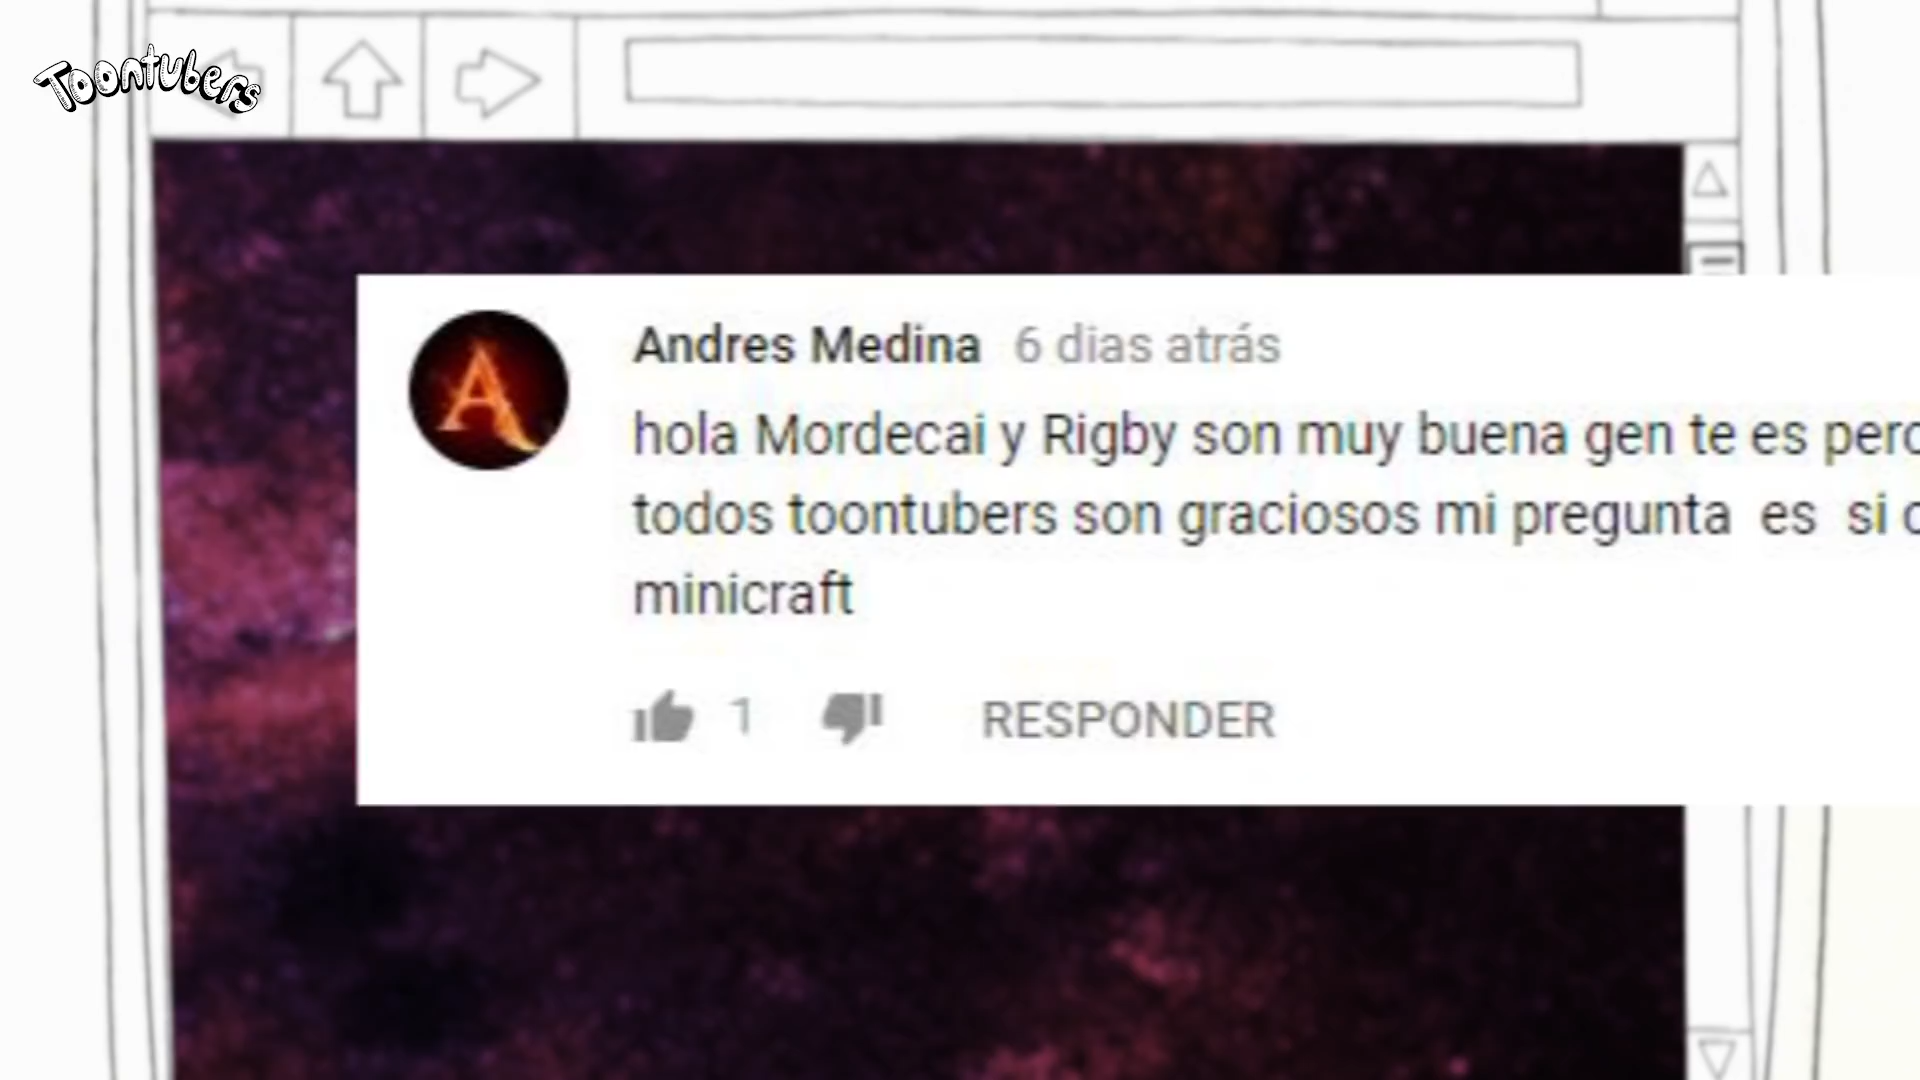 Toontubers
Andres Medina 6 dias atrás
hola Mordecai y Rigby son muy buena gen te es
todos toontubers son graciosos mi pregunta es si
minicraft
1 RESPONDER